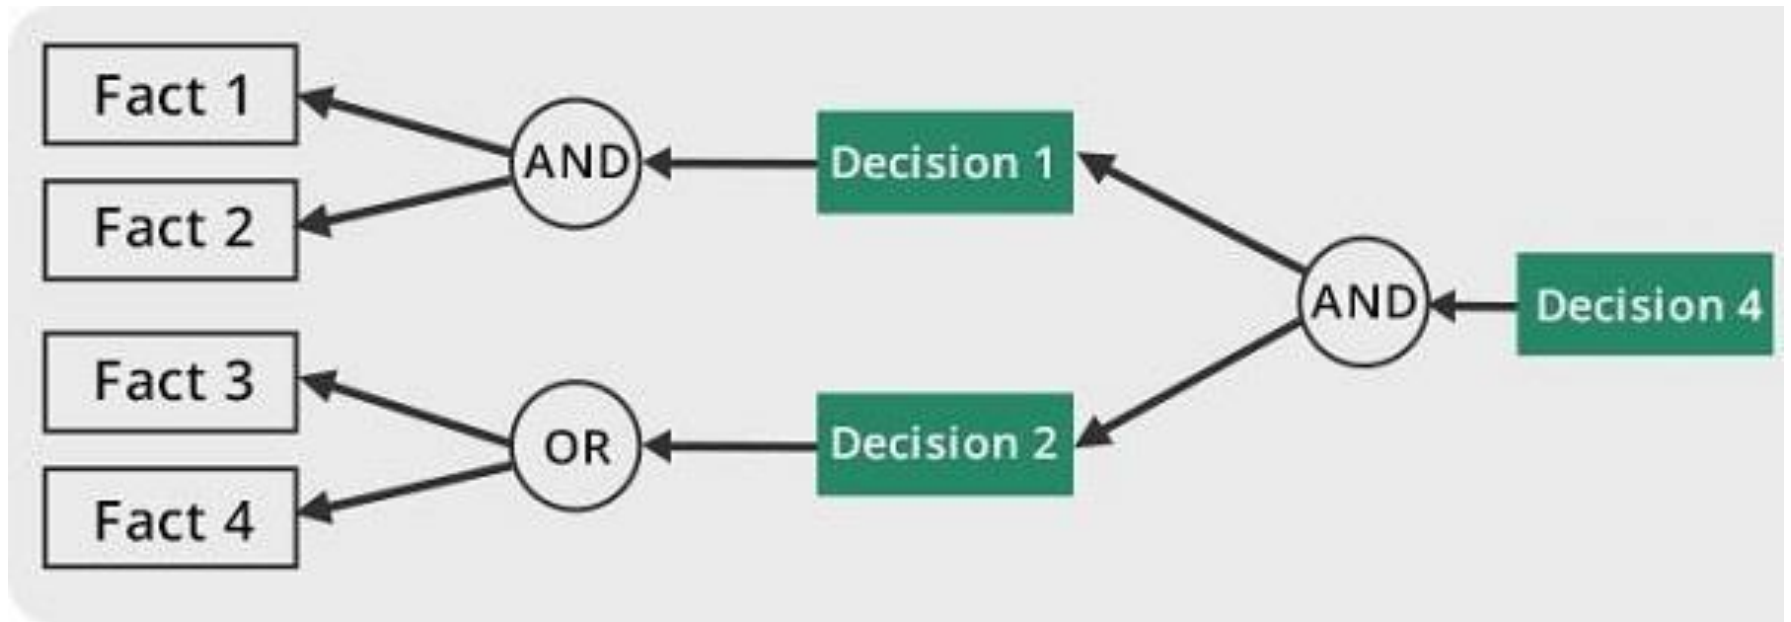 Fact 1
Fact 2
AND
Decision 1
Fact 3
Fact 4
OR
Decision 2
AND
Decision 4